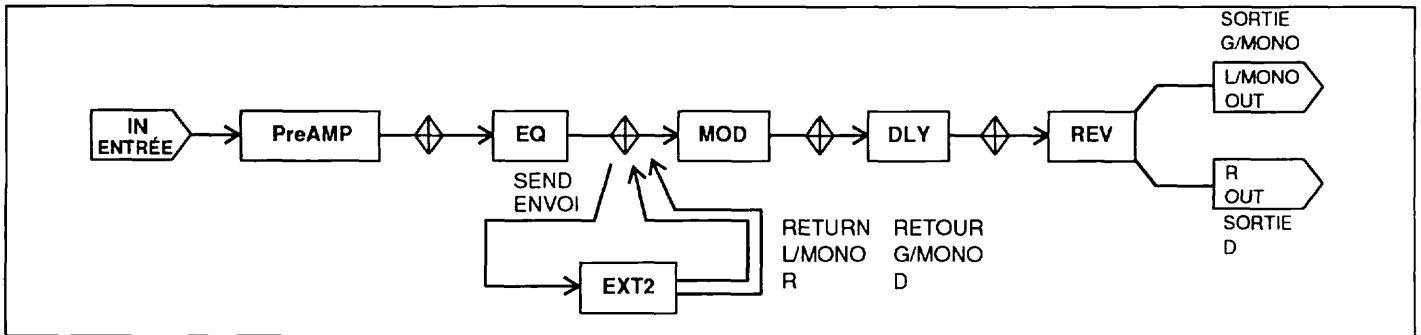 SORTIE
G/MONO
L/MONO
OUT
IN
ENTRÉE
PreAMP
EQ
MOD
DLY
REV
SEND
ENVOI
R
OUT
SORTIE
D
EXT2
RETURN RETOUR
L/MONO G/MONO
R D